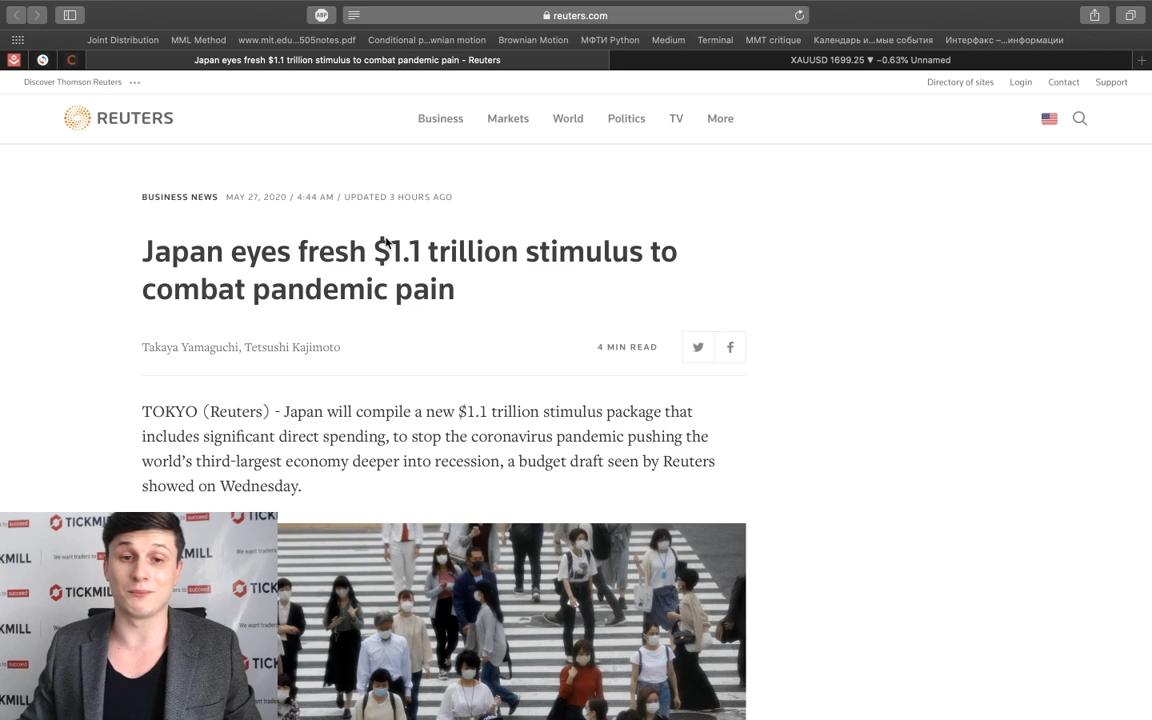 ABP
reuters.com
Joint Distribution
MML Method
www.mit.edu...505notes.pdf
Conditional p...wnian motion
Brownian Motion
МФТИ Python
Medium
Terminal
MMT critique
Календарь и...мые события
Интерфакс –...информации
C
Japan eyes fresh $1.1 trillion stimulus to combat pandemic pain - Reuters
XAUUSD 1699.25 ▼ −0.63% Unnamed
Discover Thomson Reuters
Directory of sites
Login
Contact
Support
REUTERS
Business
Markets
World
Politics
TV
More
BUSINESS NEWS MAY 27, 2020 / 4:44 AM / UPDATED 3 HOURS AGO
Japan eyes fresh $1.1 trillion stimulus to
combat pandemic pain
Takaya Yamaguchi, Tetsushi Kajimoto
4 MIN READ
TOKYO (Reuters) - Japan will compile a new $1.1 trillion stimulus package that
includes significant direct spending, to stop the coronavirus pandemic pushing the
world’s third-largest economy deeper into recession, a budget draft seen by Reuters
showed on Wednesday.
TICKMILL
We want traders to
succeed